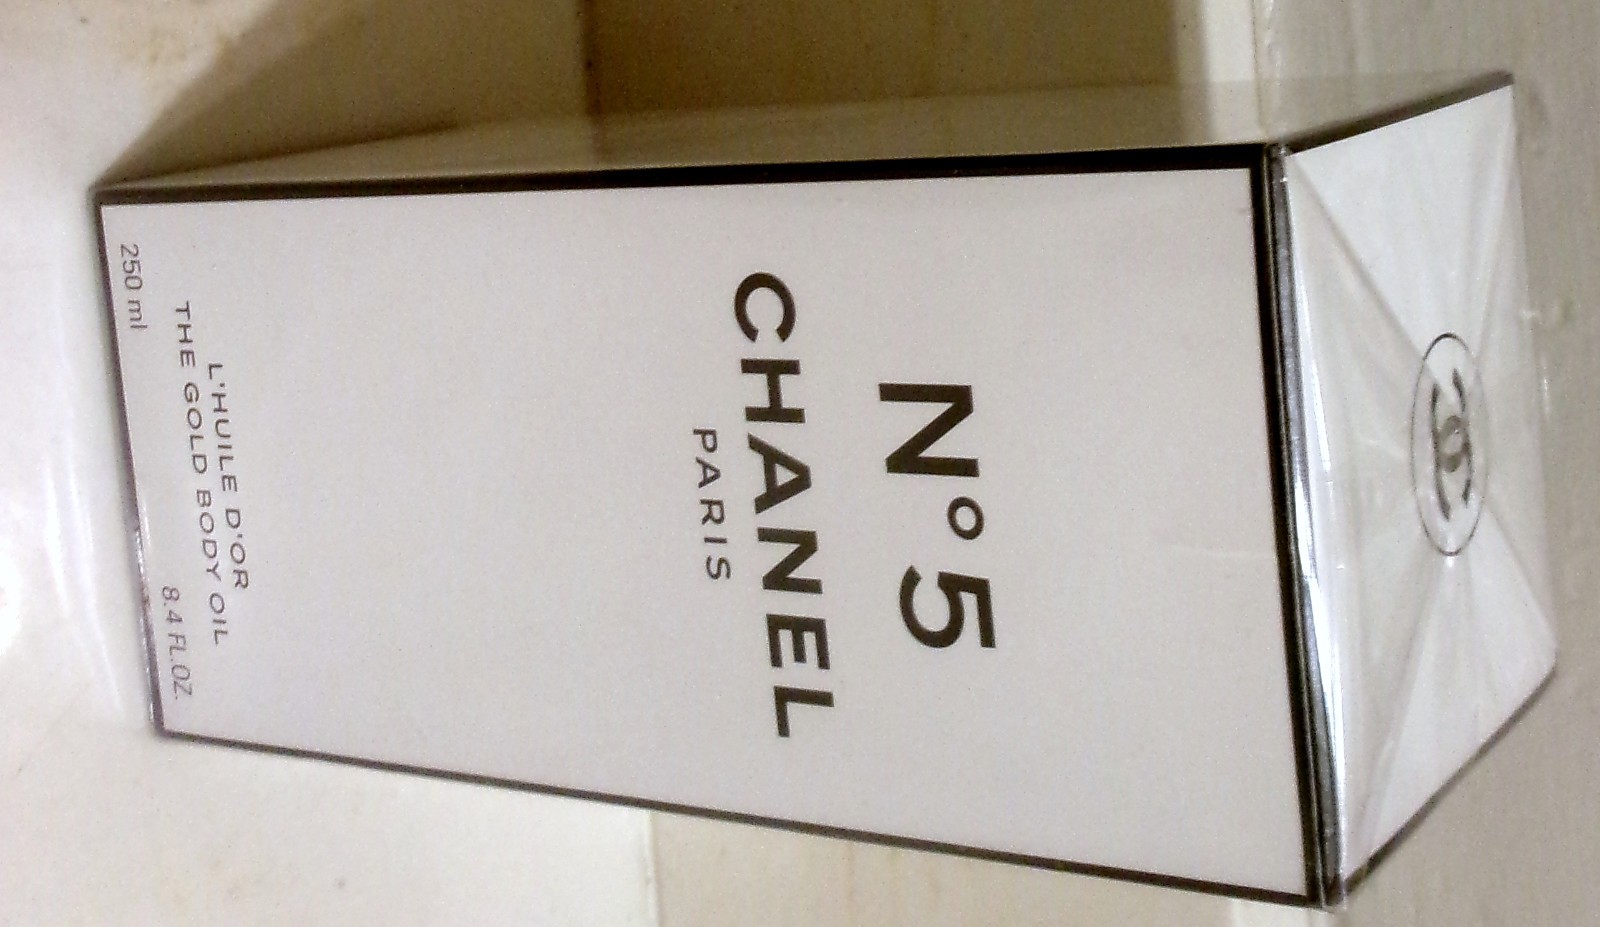 N° 5
CHANEL
PARIS
L'HUILE D'OR
THE GOLD BODY OIL
250 ml 8.4 FL.OZ.